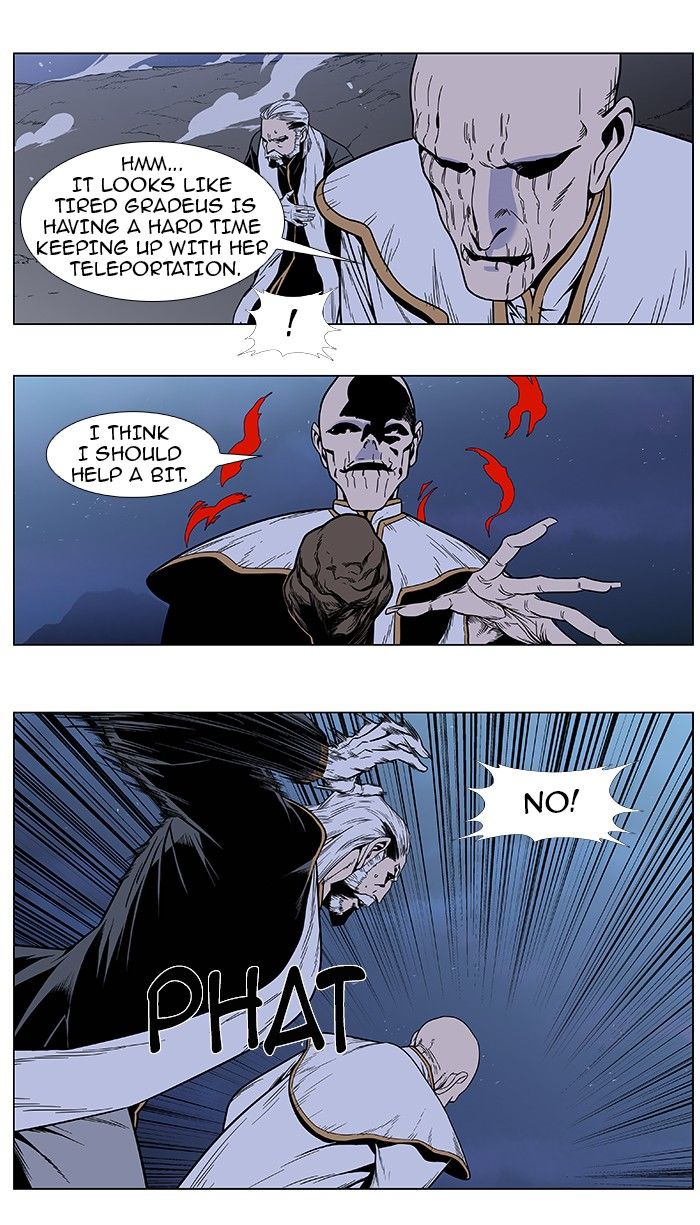 HMM...
IT LOOKS LIKE
TIRED GRADEUS IS
HAVING A HARD TIME
KEEPING UP WITH HER
TELEPORTATION.
!
I THINK
I SHOULD
HELP A BIT.
NO!
PHAT